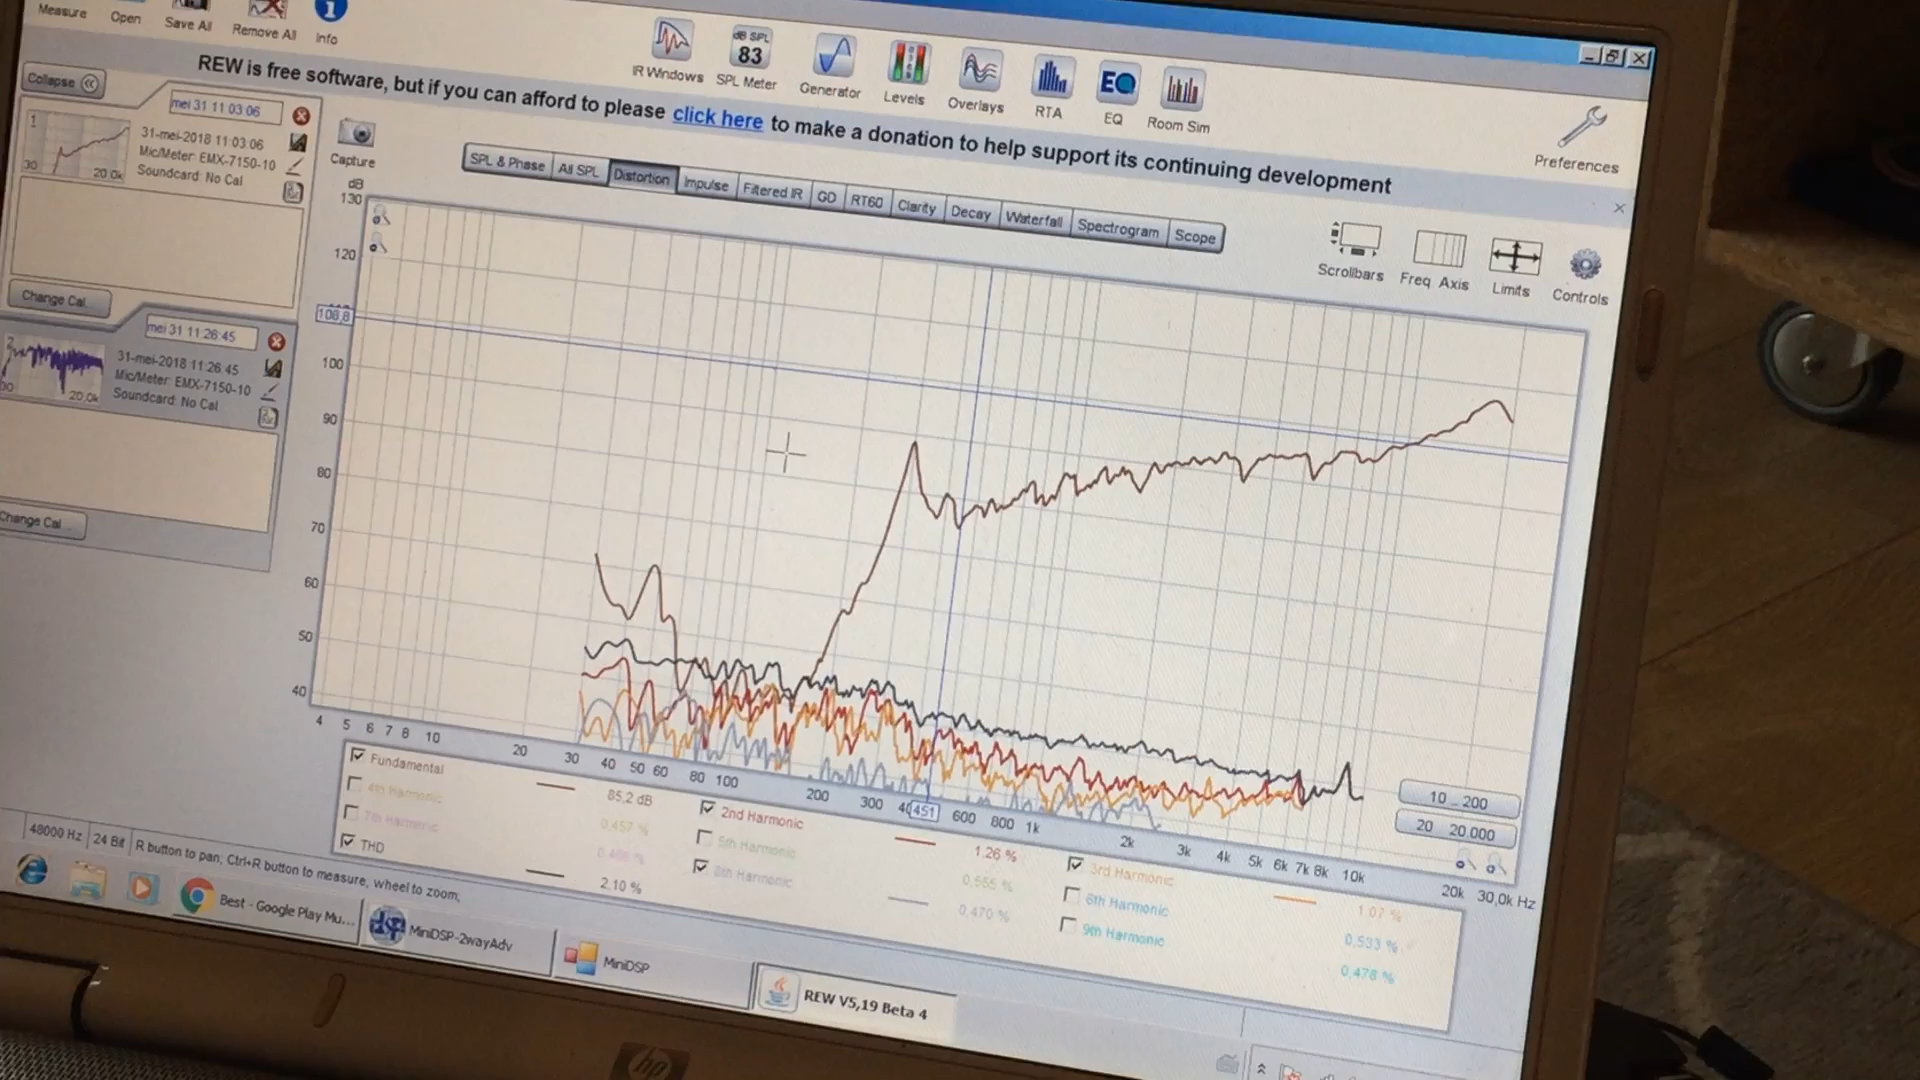 Measure
Open
Save All
Remove All
Info
IR Windows
dB SPL
83
SPL Meter
Generator
Levels
Overlays
RTA
EQ
EQ
Room Sim
Preferences
REW is free software, but if you can afford to please click here to make a donation to help support its continuing development
Collapse
1
mei 31 11:03:06
31-mei-2018 11:03:06
Mic/Meter: EMX-7150-10
Soundcard: No Cal
30 20,0k
Change Cal...
2
mei 31 11:26:45
31-mei-2018 11:26:45
Mic/Meter: EMX-7150-10
Soundcard: No Cal
20,0k
Change Cal...
Capture
SPL & Phase
All SPL
Distortion
Impulse
Filtered IR
GD
RT60
Clarity
Decay
Waterfall
Spectrogram
Scope
Scrollbars
Freq. Axis
Limits
Controls
dB
130
120
108,8
100
90
80
70
60
50
40
4 5 6 7 8 10 20 30 40 50 60 80 100 200 300 451 600 800 1k 2k 3k 4k 5k 6k 7k 8k 10k 20k 30,0k Hz
10 .. 200
20 .. 20.000
Fundamental 85,2 dB
2nd Harmonic 1,26 %
3rd Harmonic 1,07 %
4th Harmonic 0,457 %
5th Harmonic 0,555 %
6th Harmonic 0,533 %
7th Harmonic
8th Harmonic 0,470 %
9th Harmonic 0,478 %
THD 2,10 %
48000 Hz
24 Bit
R button to pan; Ctrl+R button to measure; wheel to zoom;
Best - Google Play Mu...
MiniDSP-2wayAdv
MiniDSP
REW V5,19 Beta 4
hp